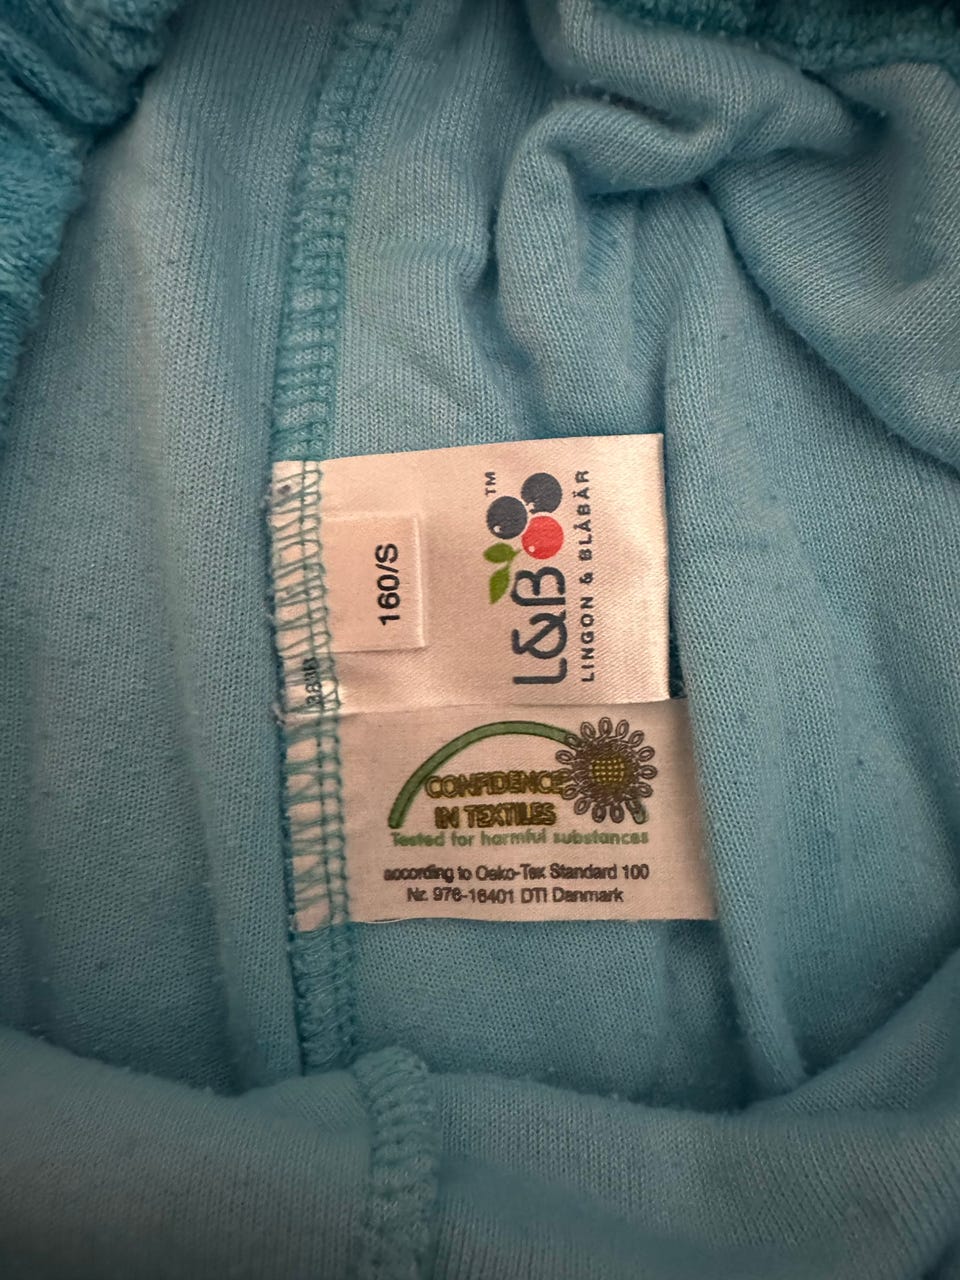 L&B™
LINGON & BLÅBÄR
160/S
CONFIDENCE
IN TEXTILES
Tested for harmful substances
according to Oeko-Tex Standard 100
Nr. 976-16401 DTI Danmark